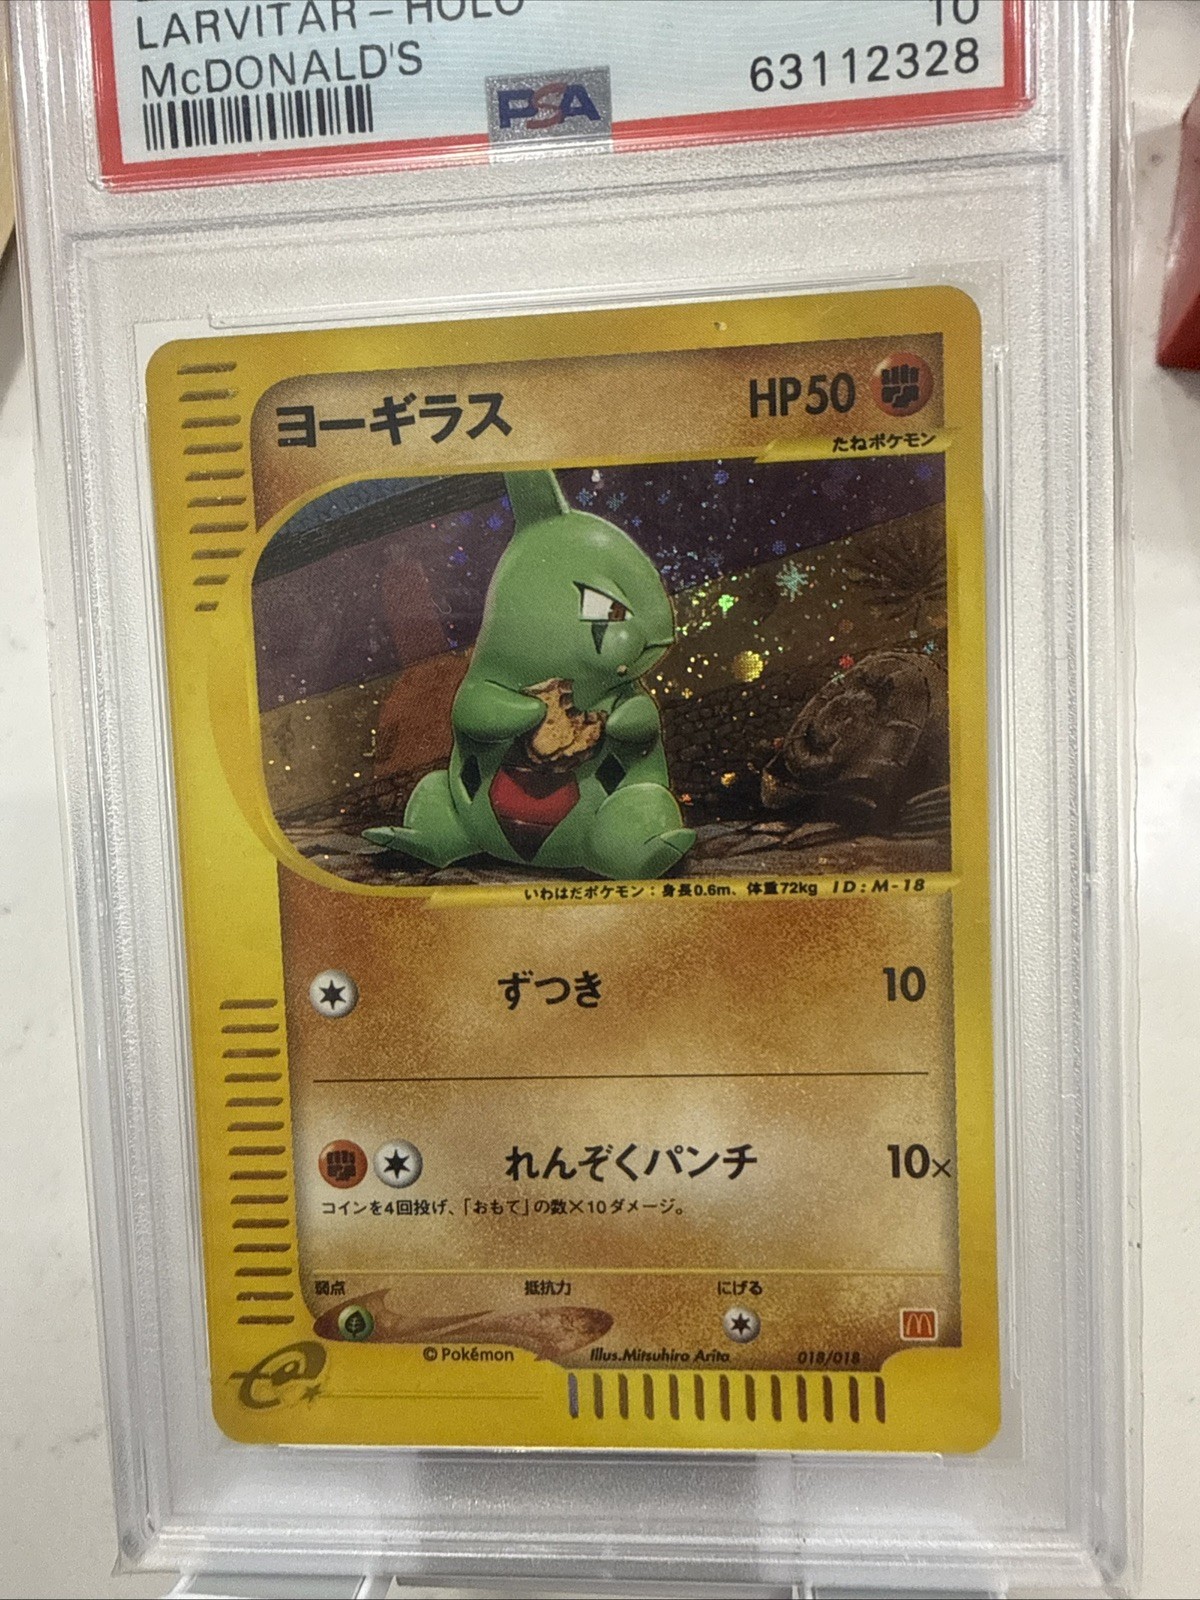 LARVITAR-HOLO
10
McDONALD'S
63112328
PSA
ヨーギラス
HP50
たねポケモン
いわはだポケモン：身長0.6m、体重72kg ID:M-18
ずつき 10
れんぞくパンチ 10×
コインを4回投げ、「おもて」の数×10ダメージ。
弱点 抵抗力 にげる
©Pokémon Illus.Mitsuhiro Arita 018/018
e